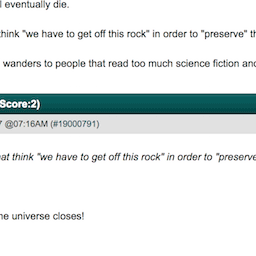 l eventually die.
think "we have to get off this rock" in order to "preserve" th
wanders to people that read too much science fiction and
Score:2)
7 @07:16AM (#19000791)
at think "we have to get off this rock" in order to "preserve
he universe closes!